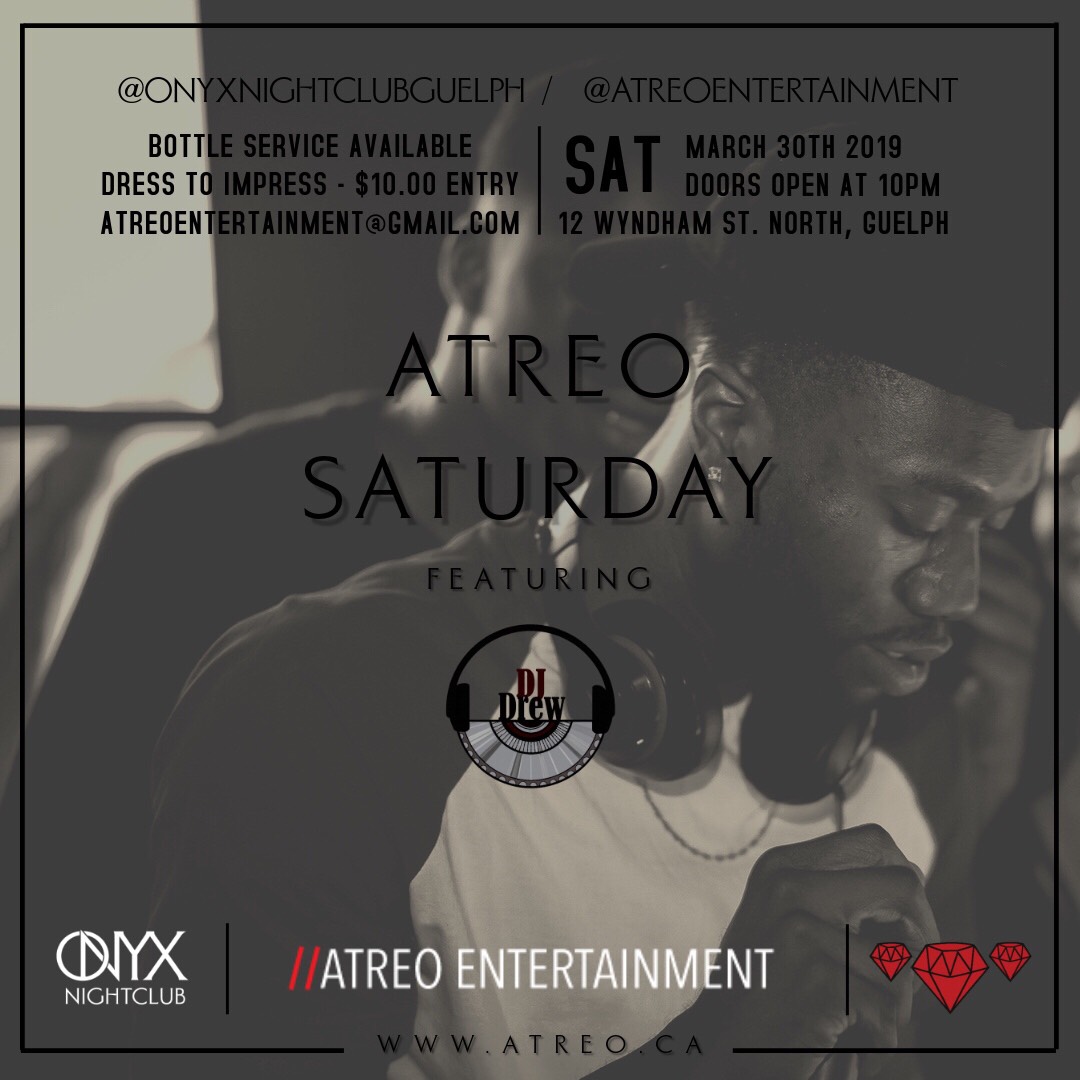 @ONYXNIGHTCLUBGUELPH / @ATREOENTERTAINMENT
BOTTLE SERVICE AVAILABLE
DRESS TO IMPRESS - $10.00 ENTRY
ATREOENTERTAINMENT@GMAIL.COM
SAT
MARCH 30TH 2019
DOORS OPEN AT 10PM
12 WYNDHAM ST. NORTH, GUELPH
ATREO
SATURDAY
FEATURING
DJ
Drew
ONYX
NIGHTCLUB
//ATREO ENTERTAINMENT
WWW.ATREO.CA